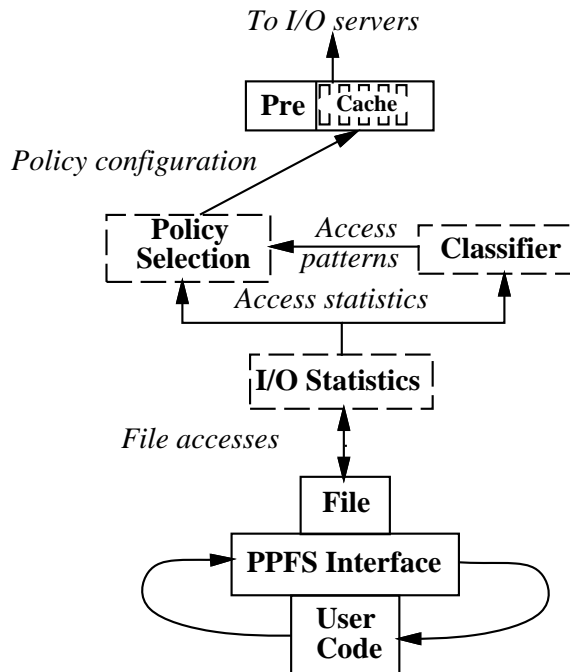 To I/O servers
Pre
Cache
Policy configuration
Policy
Selection
Access
patterns
Classifier
Access statistics
I/O Statistics
File accesses
File
PPFS Interface
User
Code